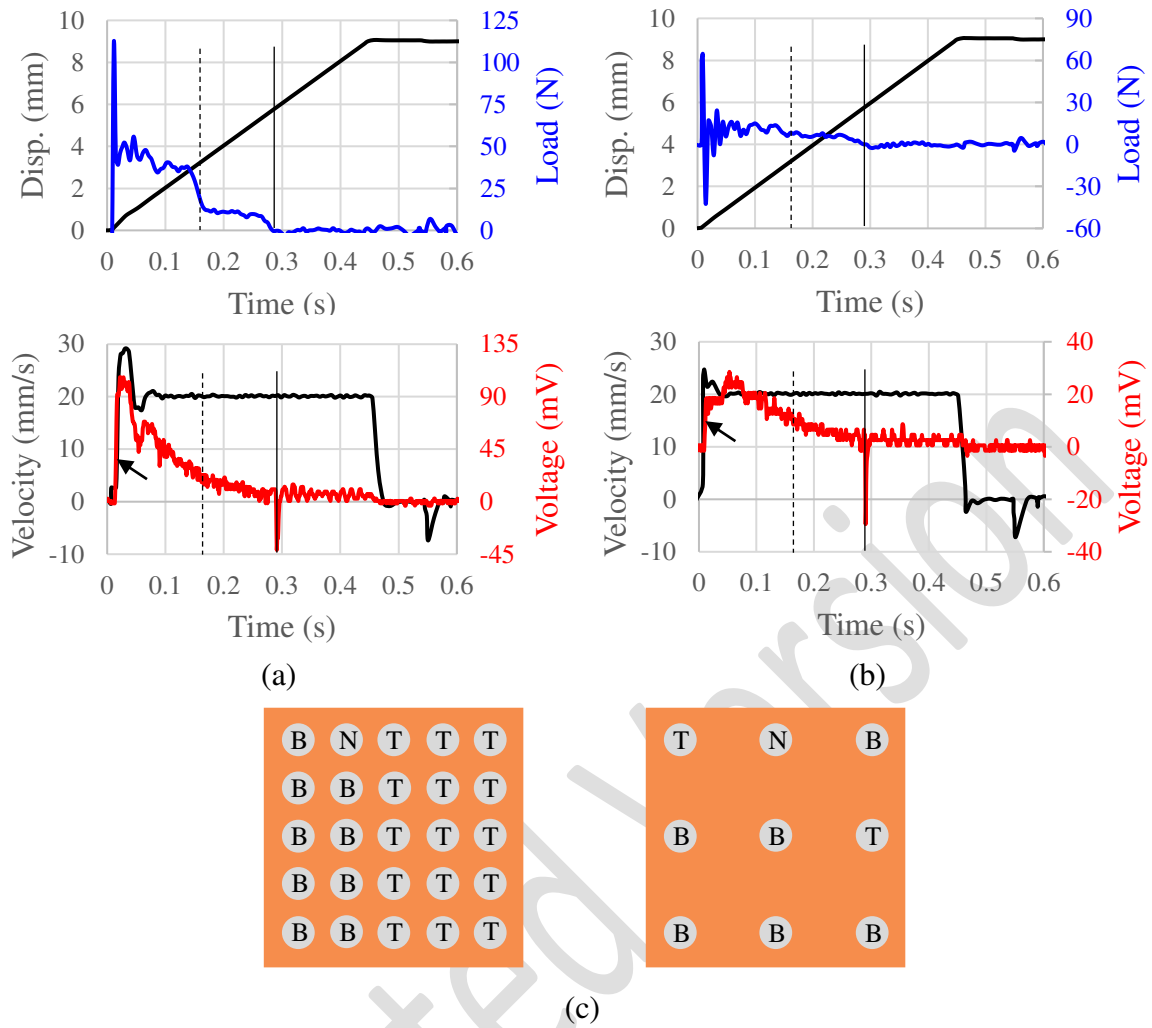 10
8
6
4
2
0
Disp. (mm)
125
100
75
50
25
0
Load (N)
0 0.1 0.2 0.3 0.4 0.5 0.6
Time (s)
10
8
6
4
2
0
Disp. (mm)
90
60
30
0
-30
-60
Load (N)
0 0.1 0.2 0.3 0.4 0.5 0.6
Time (s)
30
20
10
0
-10
Velocity (mm/s)
135
90
45
0
-45
Voltage (mV)
0 0.1 0.2 0.3 0.4 0.5 0.6
Time (s)
(a)
30
20
10
0
-10
Velocity (mm/s)
40
20
0
-20
-40
Voltage (mV)
0 0.1 0.2 0.3 0.4 0.5 0.6
Time (s)
(b)
B N T T T
B B T T T
B B T T T
B B T T T
B B T T T
T N B
B B T
B B B
(c)
ted version